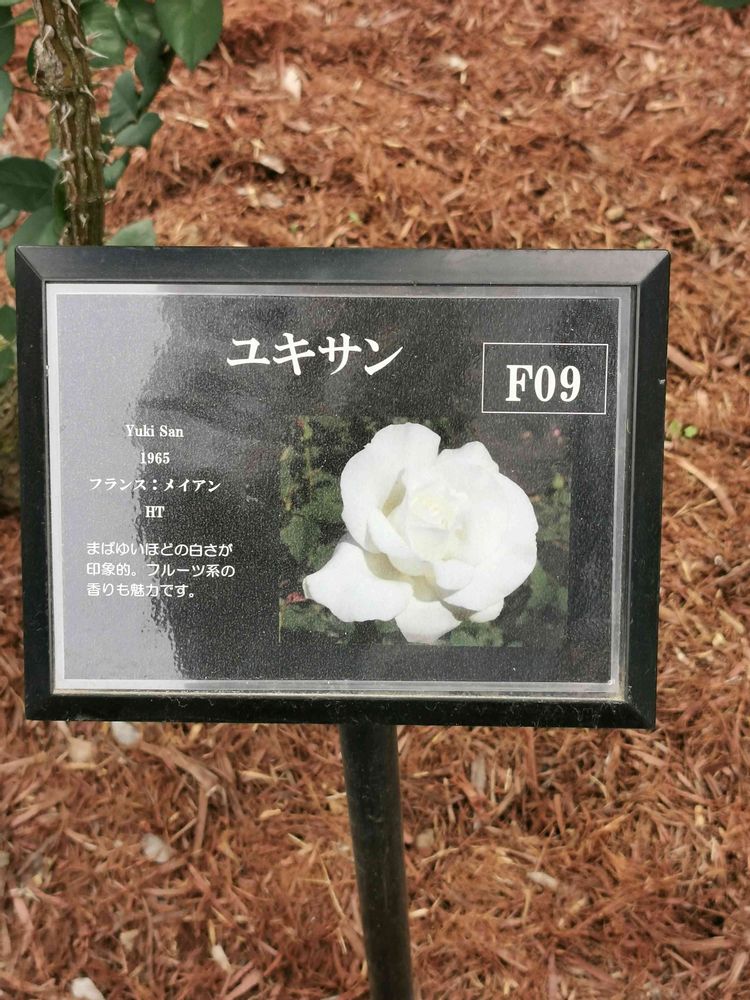 ユキサン
F09
Yuki San
1965
フランス：メイアン
HT
まばゆいほどの白さが
印象的。フルーツ系の
香りも魅力です。